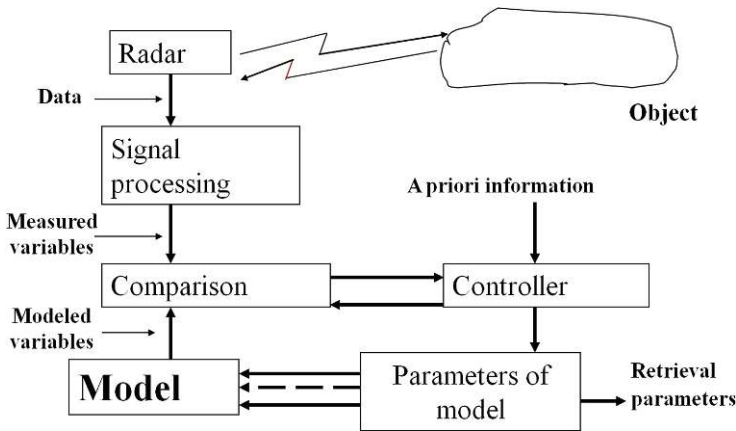 Radar
Object
Data
Signal
processing
A priori information
Measured
variables
Comparison
Controller
Modeled
variables
Model
Parameters of
model
Retrieval
parameters